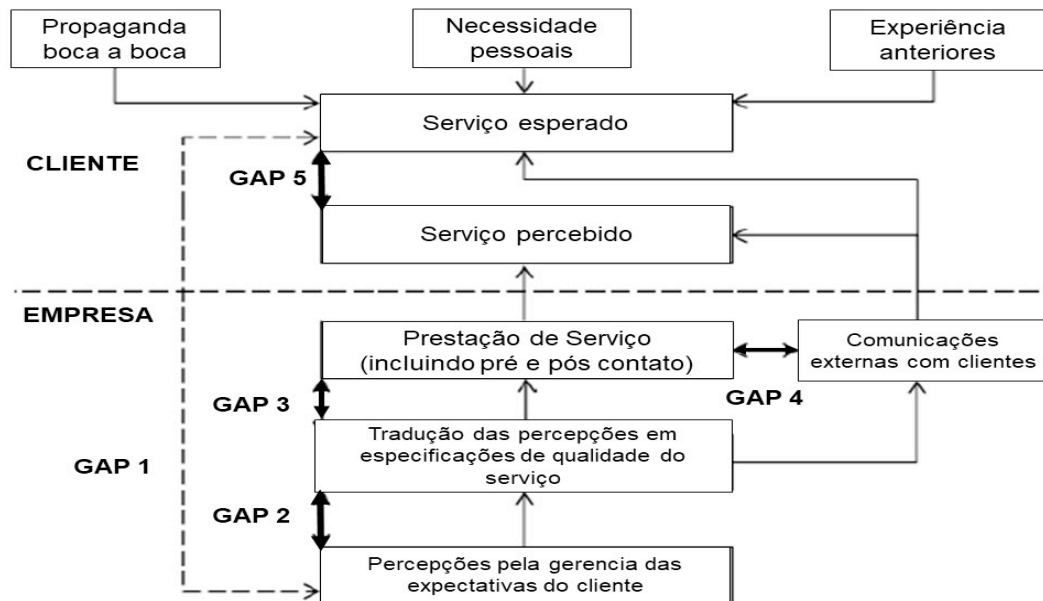 Propaganda
boca a boca
Necessidade
pessoais
Experiência
anteriores
Serviço esperado
CLIENTE
GAP 5
Serviço percebido
EMPRESA
Prestação de Serviço
(incluindo pré e pós contato)
Comunicações
externas com clientes
GAP 3
GAP 4
Tradução das percepções em
especificações de qualidade do
serviço
GAP 1
GAP 2
Percepções pela gerencia das
expectativas do cliente